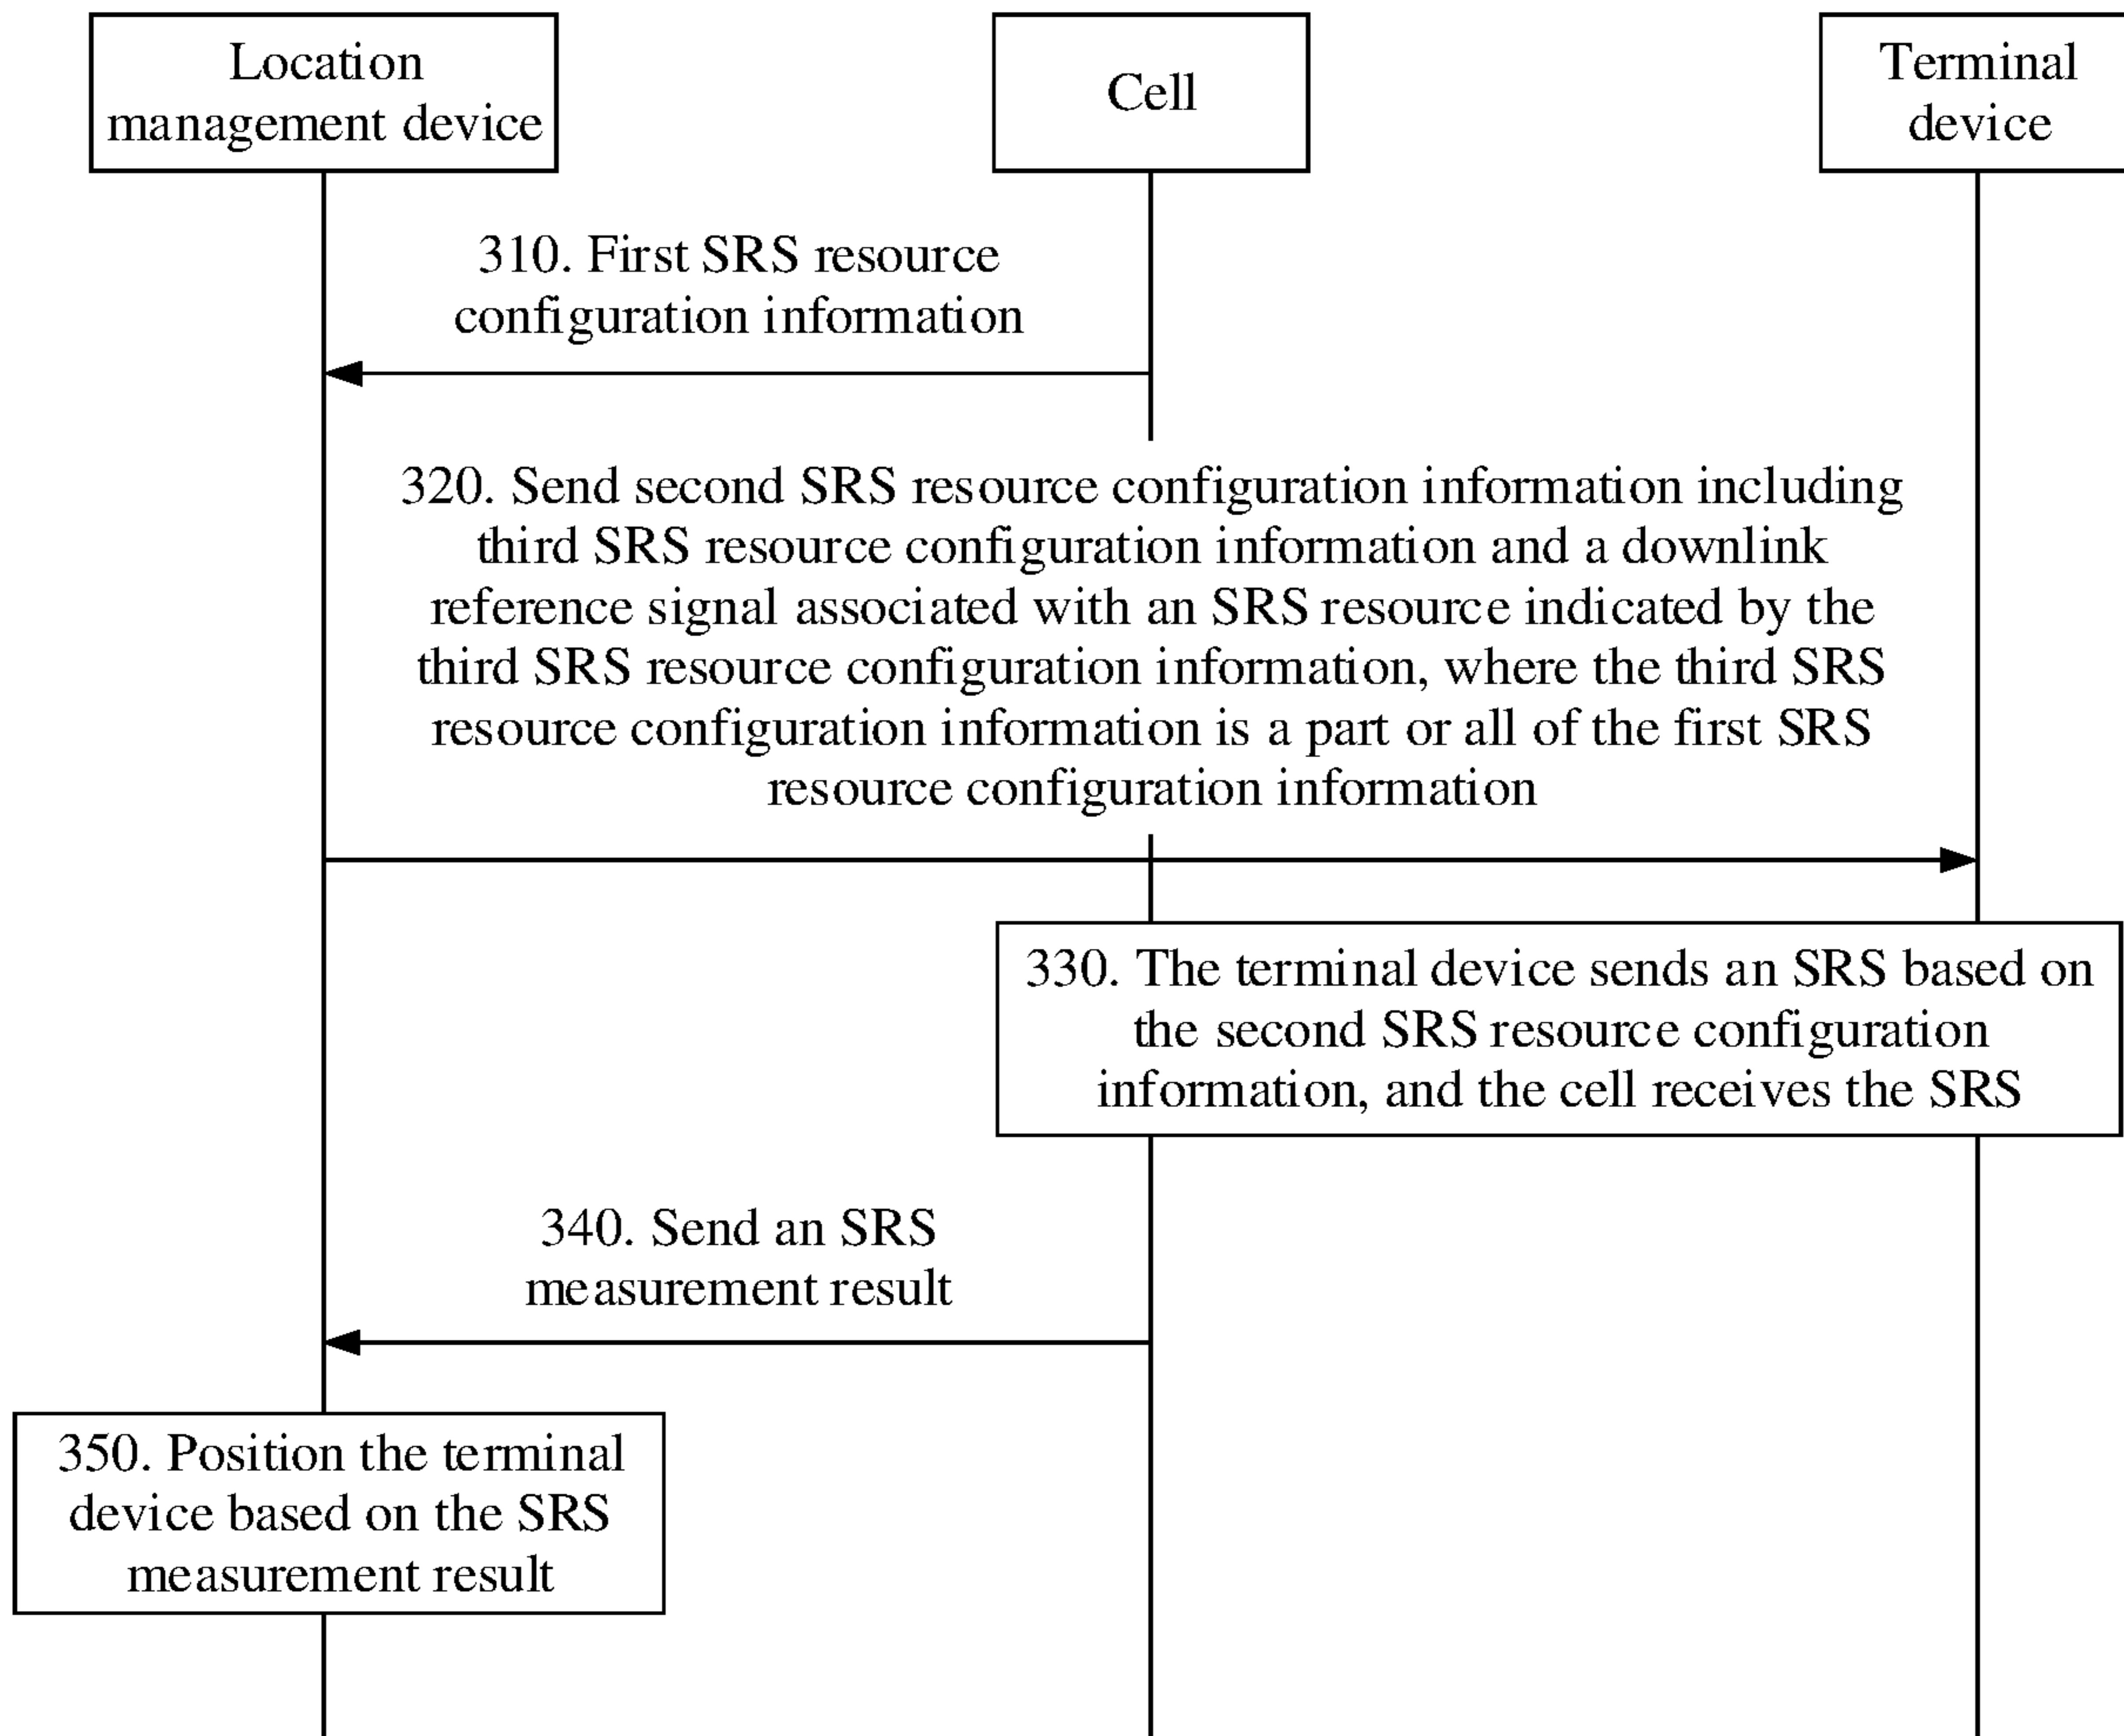 Location
management device
Cell
Terminal
device
310. First SRS resource
configuration information
320. Send second SRS resource configuration information including
third SRS resource configuration information and a downlink
reference signal associated with an SRS resource indicated by the
third SRS resource configuration information, where the third SRS
resource configuration information is a part or all of the first SRS
resource configuration information
330. The terminal device sends an SRS based on
the second SRS resource configuration
information, and the cell receives the SRS
340. Send an SRS
measurement result
350. Position the terminal
device based on the SRS
measurement result